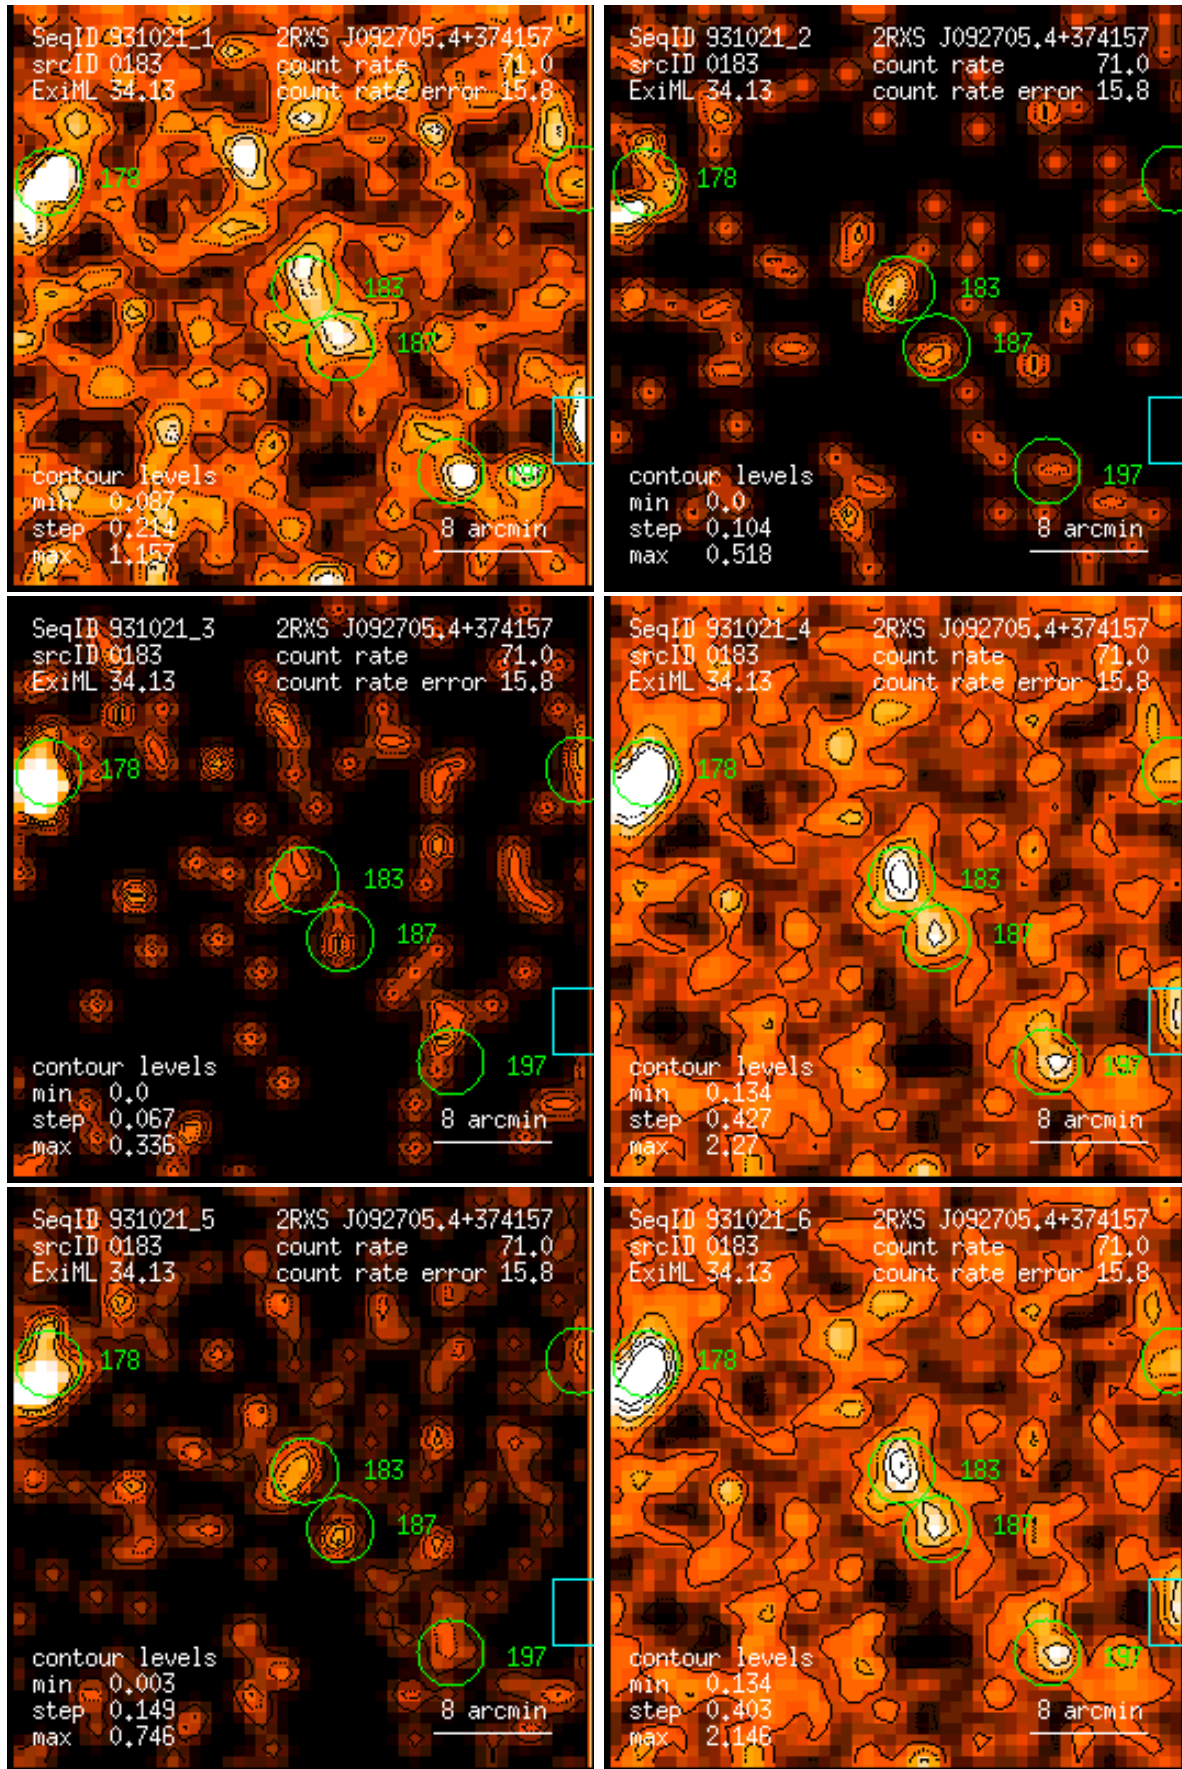 SeqID 931021_1 2RXS J092705.4+374157
srcID 0183 count rate 71.0
ExiML 34.13 count rate error 15.8
178
183
187
197
contour levels
min 0.087
step 0.214
max 1.157
8 arcmin
SeqID 931021_2 2RXS J092705.4+374157
srcID 0183 count rate 71.0
ExiML 34.13 count rate error 15.8
178
183
187
197
contour levels
min 0.0
step 0.104
max 0.518
8 arcmin
SeqID 931021_3 2RXS J092705.4+374157
srcID 0183 count rate 71.0
ExiML 34.13 count rate error 15.8
178
183
187
197
contour levels
min 0.0
step 0.067
max 0.336
8 arcmin
SeqID 931021_4 2RXS J092705.4+374157
srcID 0183 count rate 71.0
ExiML 34.13 count rate error 15.8
178
183
187
197
contour levels
min 0.134
step 0.427
max 2.27
8 arcmin
SeqID 931021_5 2RXS J092705.4+374157
srcID 0183 count rate 71.0
ExiML 34.13 count rate error 15.8
178
183
187
197
contour levels
min 0.003
step 0.149
max 0.746
8 arcmin
SeqID 931021_6 2RXS J092705.4+374157
srcID 0183 count rate 71.0
ExiML 34.13 count rate error 15.8
178
183
187
197
contour levels
min 0.134
step 0.403
max 2.146
8 arcmin